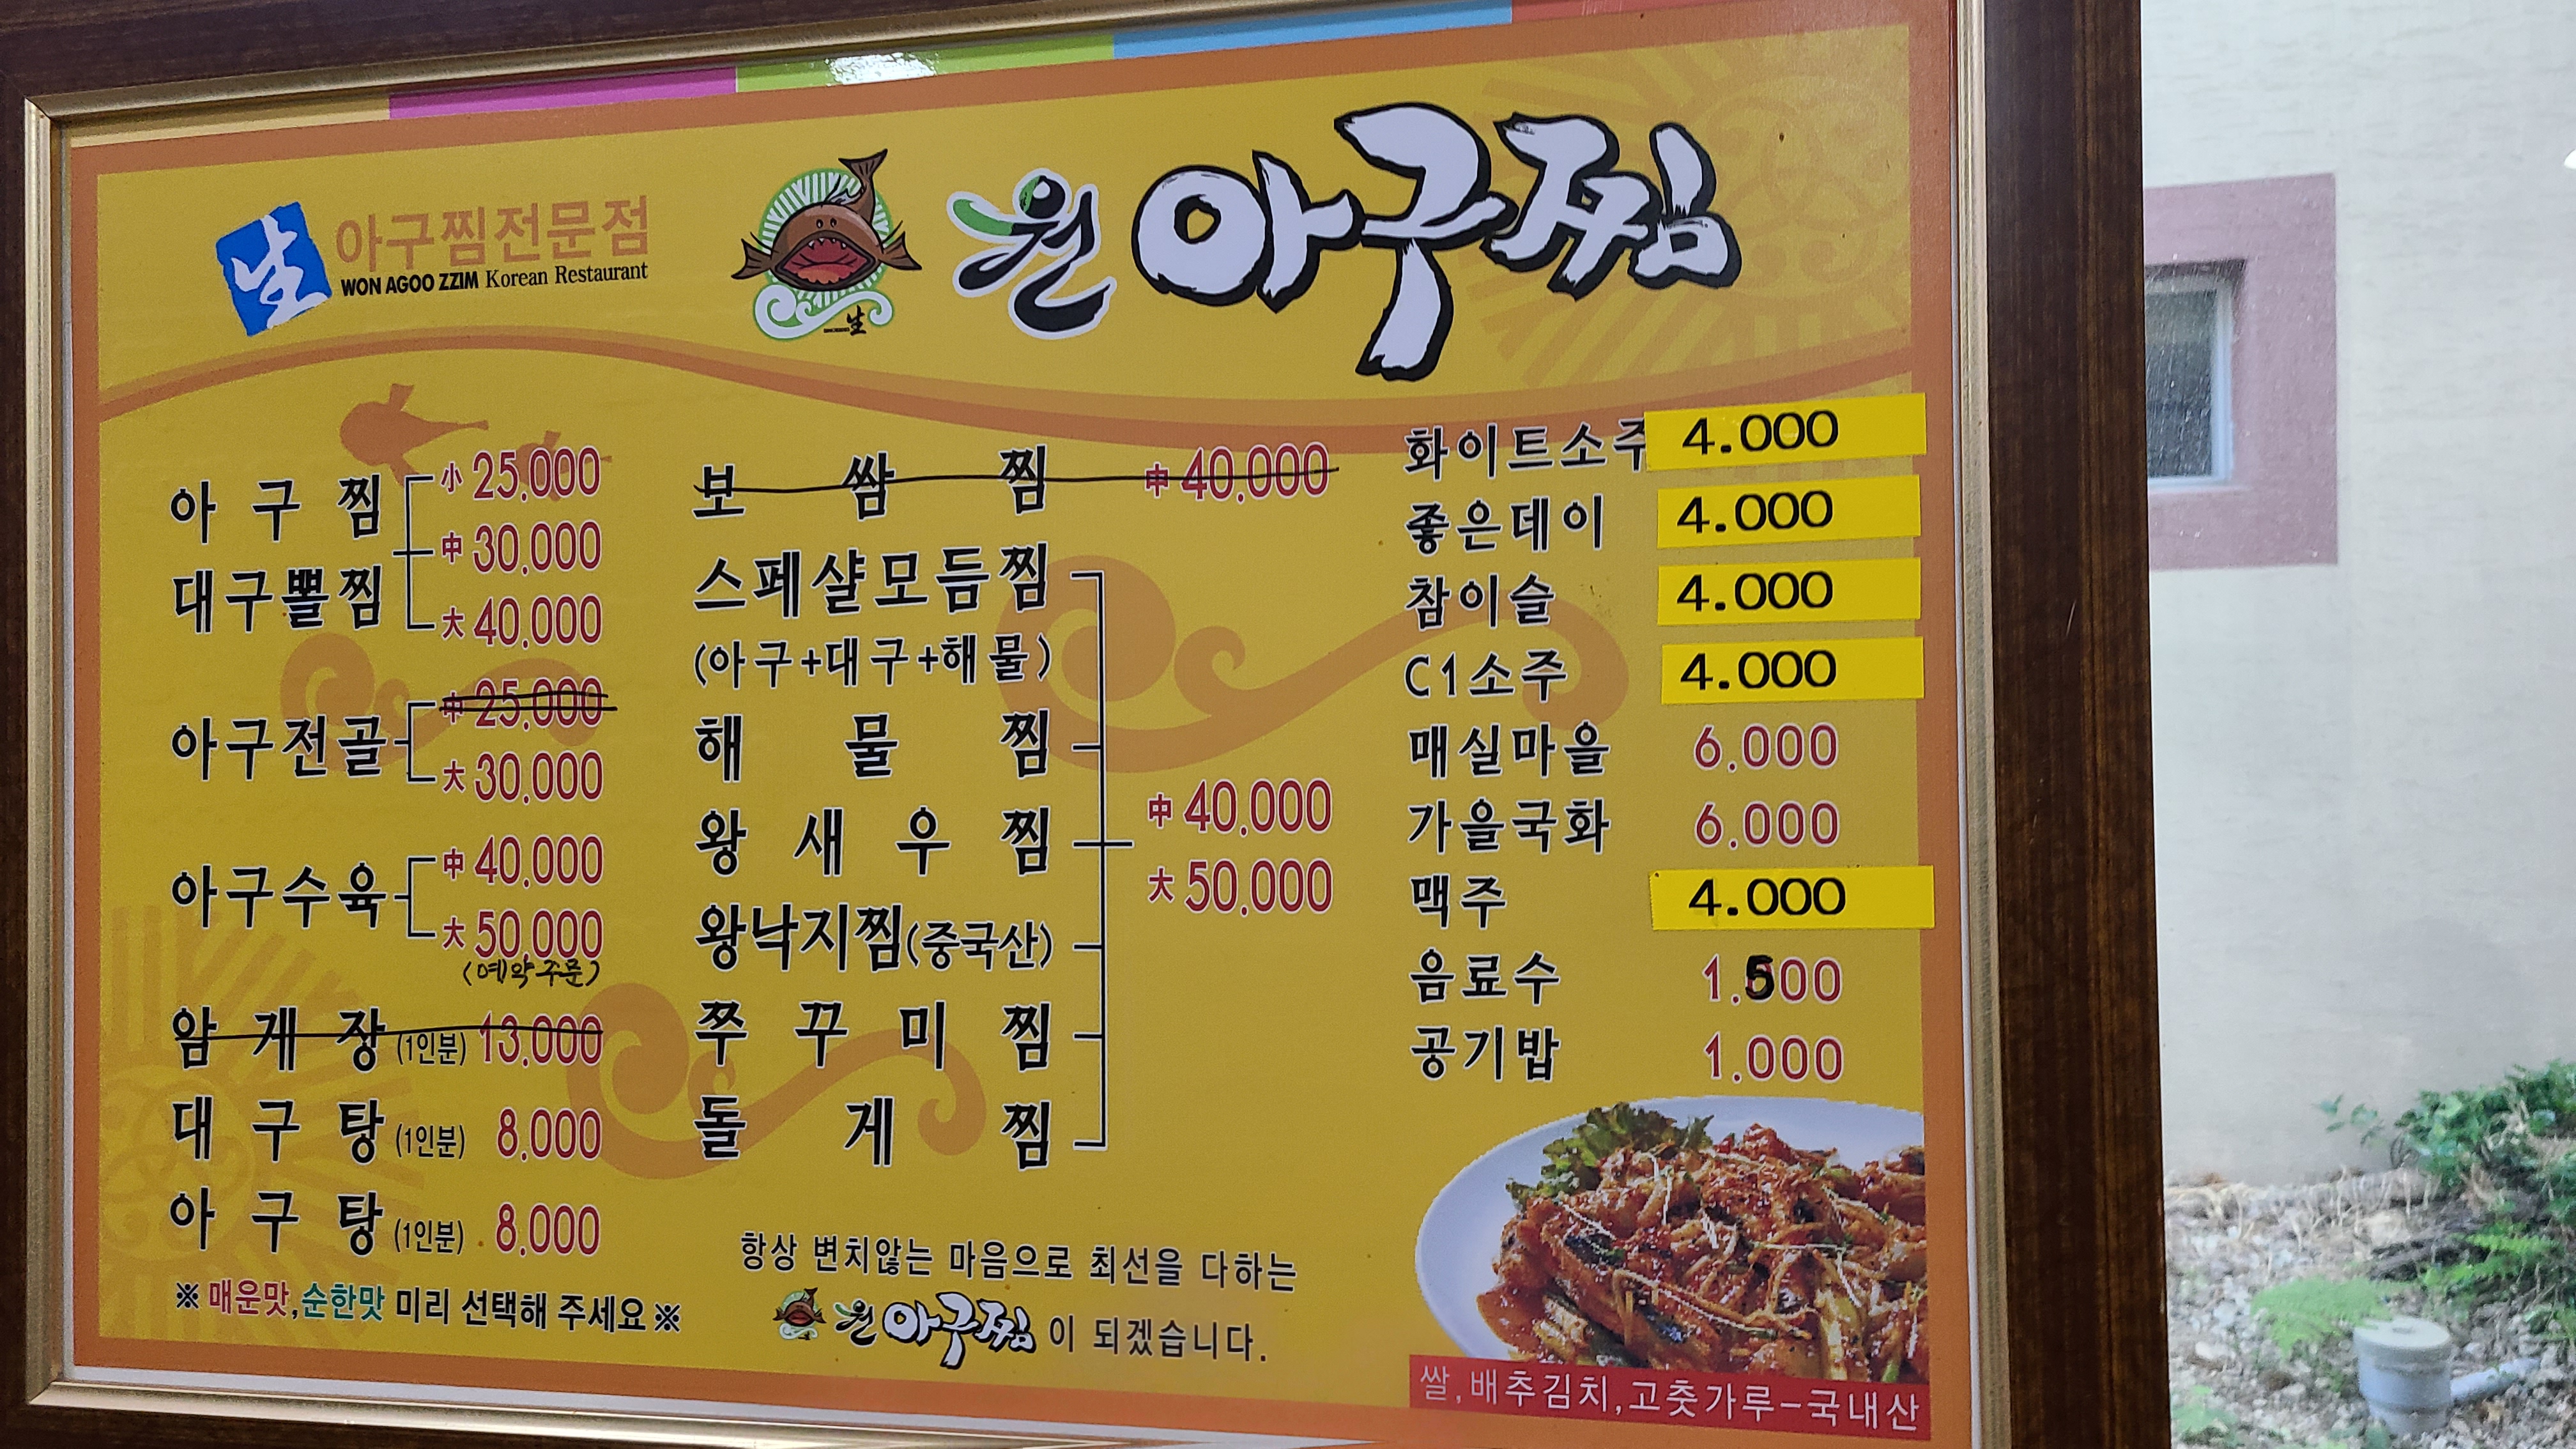 生 아구찜전문점
WON AGOO ZZIM Korean Restaurant
生
원아구찜
아구찜
대구뽈찜
小 25.000
中 30.000
大 40.000
아구전골
中 25.000
大 30.000
아구수육
中 40.000
大 50.000
(예약주문)
암게장 (1인분) 13.000
대구탕 (1인분) 8.000
아구탕 (1인분) 8.000
※매운맛,순한맛 미리 선택해 주세요※
보쌈찜 中 40.000
스페샬모듬찜
(아구+대구+해물)
해물찜
왕새우찜
왕낙지찜(중국산)
쭈꾸미찜
돌게찜
中 40.000
大 50.000
항상 변치않는 마음으로 최선을 다하는
원아구찜이 되겠습니다.
화이트소주 4.000
좋은데이 4.000
참이슬 4.000
C1소주 4.000
매실마을 6.000
가을국화 6.000
맥주 4.000
음료수 1.500
공기밥 1.000
쌀,배추김치,고춧가루-국내산